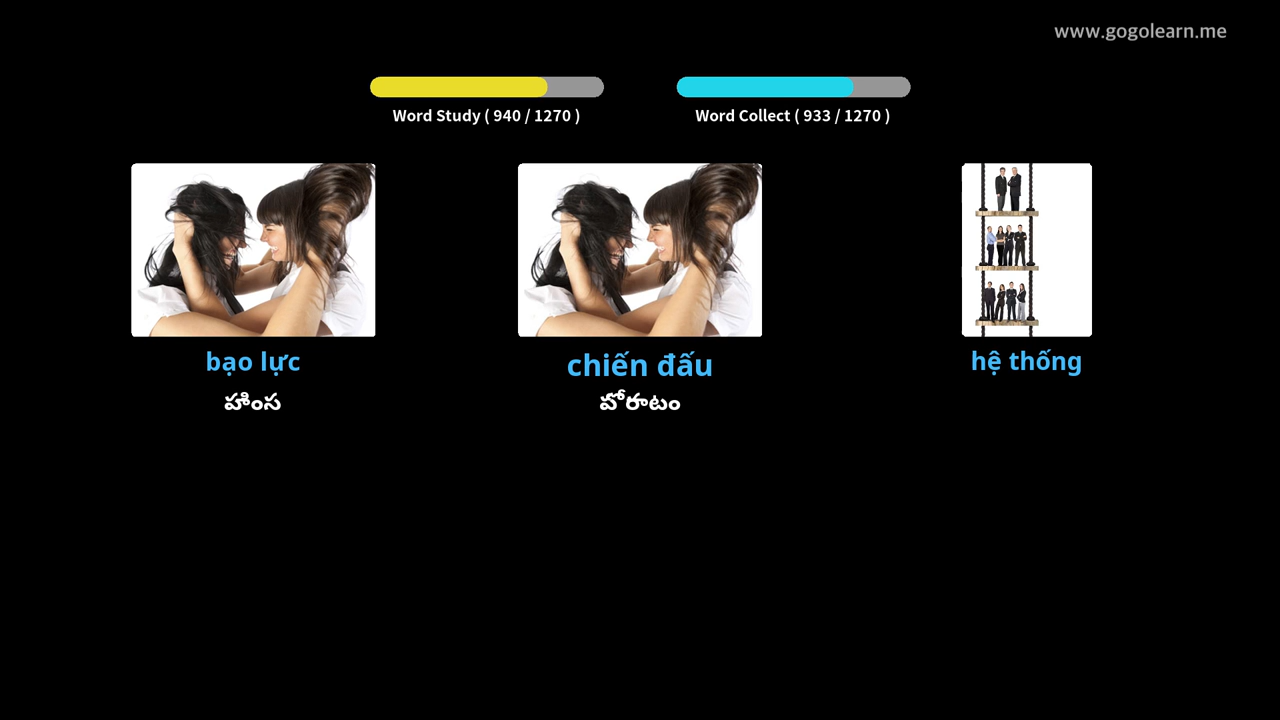 www.gogolearn.me
Word Study ( 940 / 1270 )
Word Collect ( 933 / 1270 )
bạo lực
chiến đấu
hệ thống
హింస
పోరాటం